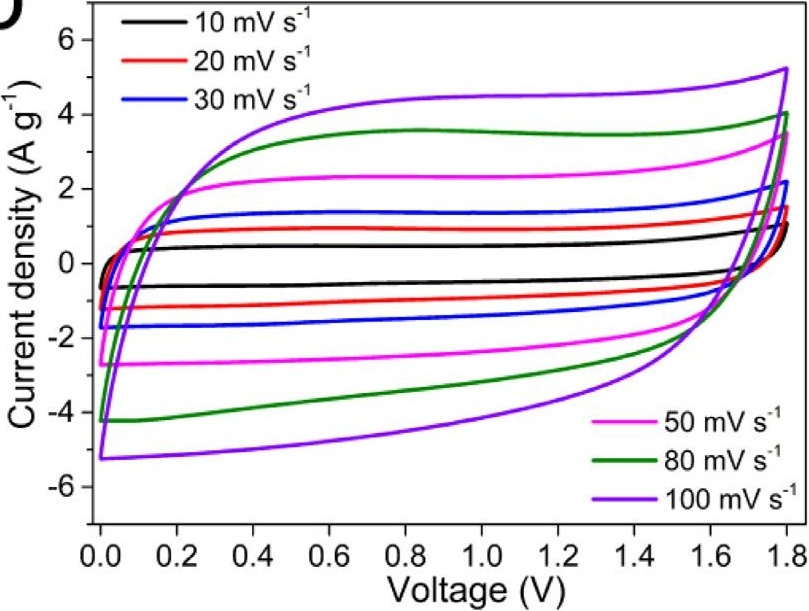 10 mV s⁻¹
20 mV s⁻¹
30 mV s⁻¹
6
4
2
0
-2
-4
-6
Current density (A g⁻¹)
50 mV s⁻¹
80 mV s⁻¹
100 mV s⁻¹
0.0 0.2 0.4 0.6 0.8 1.0 1.2 1.4 1.6 1.8
Voltage (V)